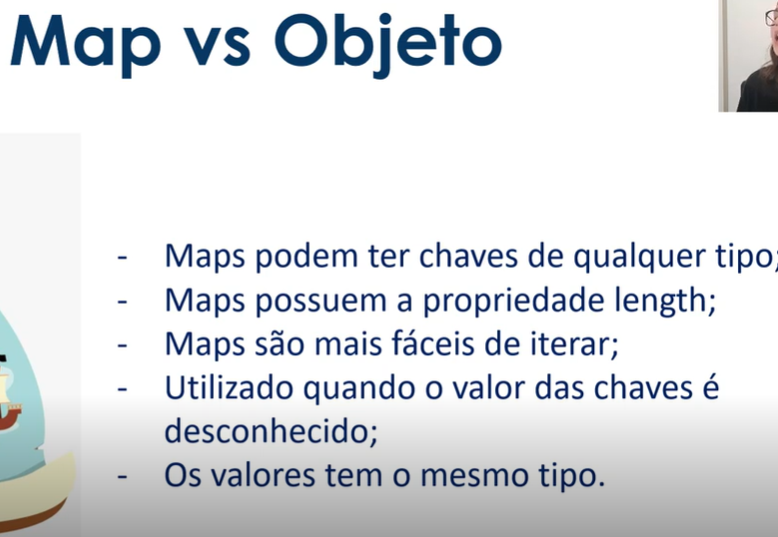 Map vs Objeto
- Maps podem ter chaves de qualquer tipo;
- Maps possuem a propriedade length;
- Maps são mais fáceis de iterar;
- Utilizado quando o valor das chaves é
desconhecido;
- Os valores tem o mesmo tipo.